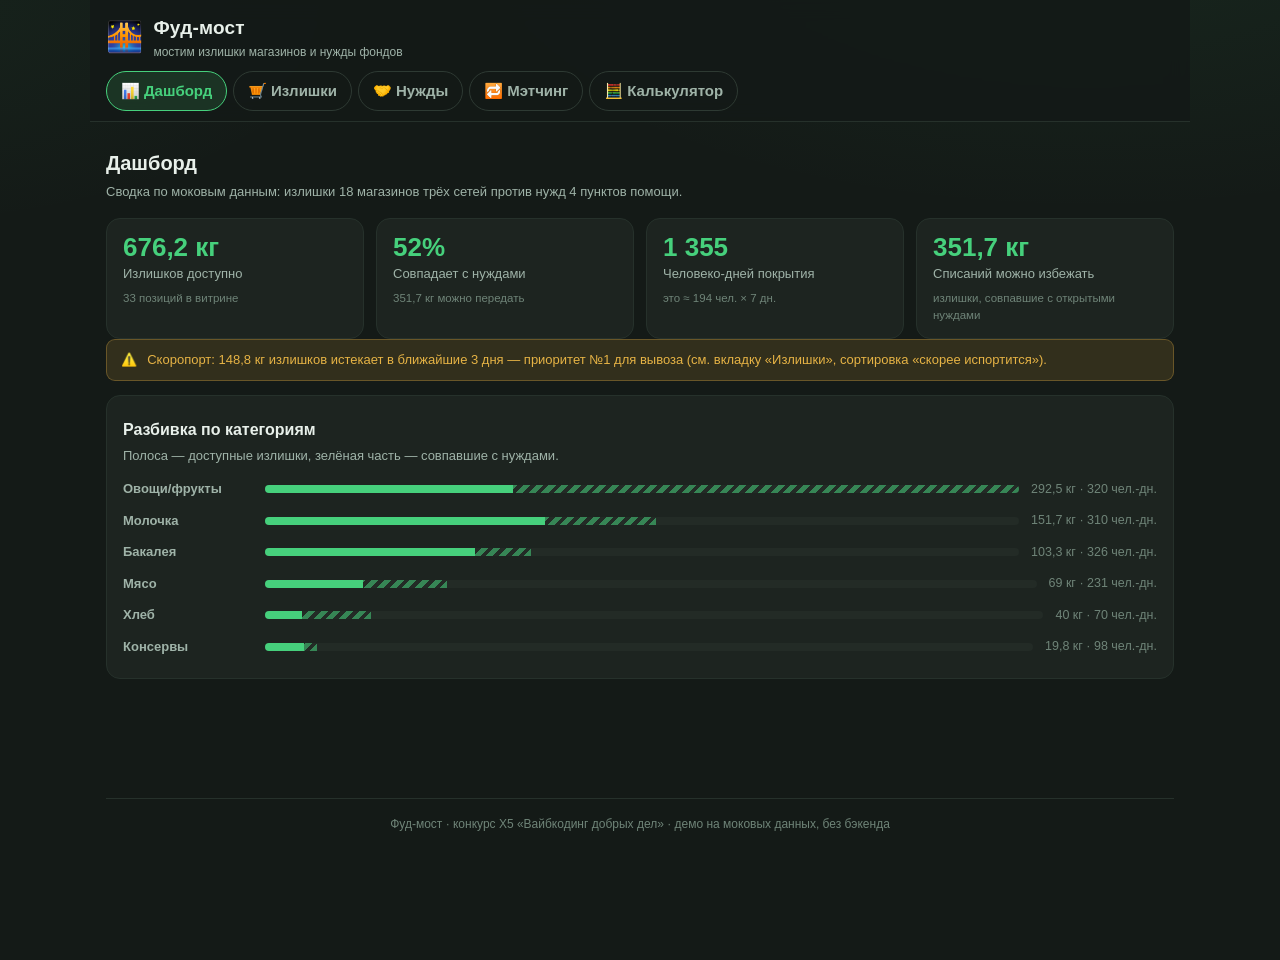 Фуд-мост
мостим излишки магазинов и нужды фондов
📊 Дашборд 🛒 Излишки 🤝 Нужды 🔁 Мэтчинг 🧮 Калькулятор
Дашборд
Сводка по моковым данным: излишки 18 магазинов трёх сетей против нужд 4 пунктов помощи.
676,2 кг
Излишков доступно
33 позиций в витрине
52%
Совпадает с нуждами
351,7 кг можно передать
1 355
Человеко-дней покрытия
это ≈ 194 чел. × 7 дн.
351,7 кг
Списаний можно избежать
излишки, совпавшие с открытыми
нуждами
⚠️ Скоропорт: 148,8 кг излишков истекает в ближайшие 3 дня — приоритет №1 для вывоза (см. вкладку «Излишки», сортировка «скорее испортится»).
Разбивка по категориям
Полоса — доступные излишки, зелёная часть — совпавшие с нуждами.
Овощи/фрукты 292,5 кг · 320 чел.-дн.
Молочка 151,7 кг · 310 чел.-дн.
Бакалея 103,3 кг · 326 чел.-дн.
Мясо 69 кг · 231 чел.-дн.
Хлеб 40 кг · 70 чел.-дн.
Консервы 19,8 кг · 98 чел.-дн.
Фуд-мост · конкурс X5 «Вайбкодинг добрых дел» · демо на моковых данных, без бэкенда